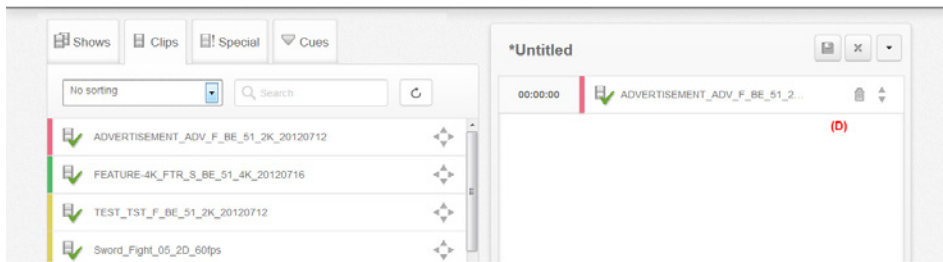 Shows Clips Special Cues
No sorting Search
ADVERTISEMENT_ADV_F_BE_51_2K_20120712
FEATURE-4K_FTR_S_BE_51_4K_20120716
TEST_TST_F_BE_51_2K_20120712
Sword_Fight_05_2D_60fps
*Untitled
00:00:00 ADVERTISEMENT_ADV_F_BE_51_2...
(D)